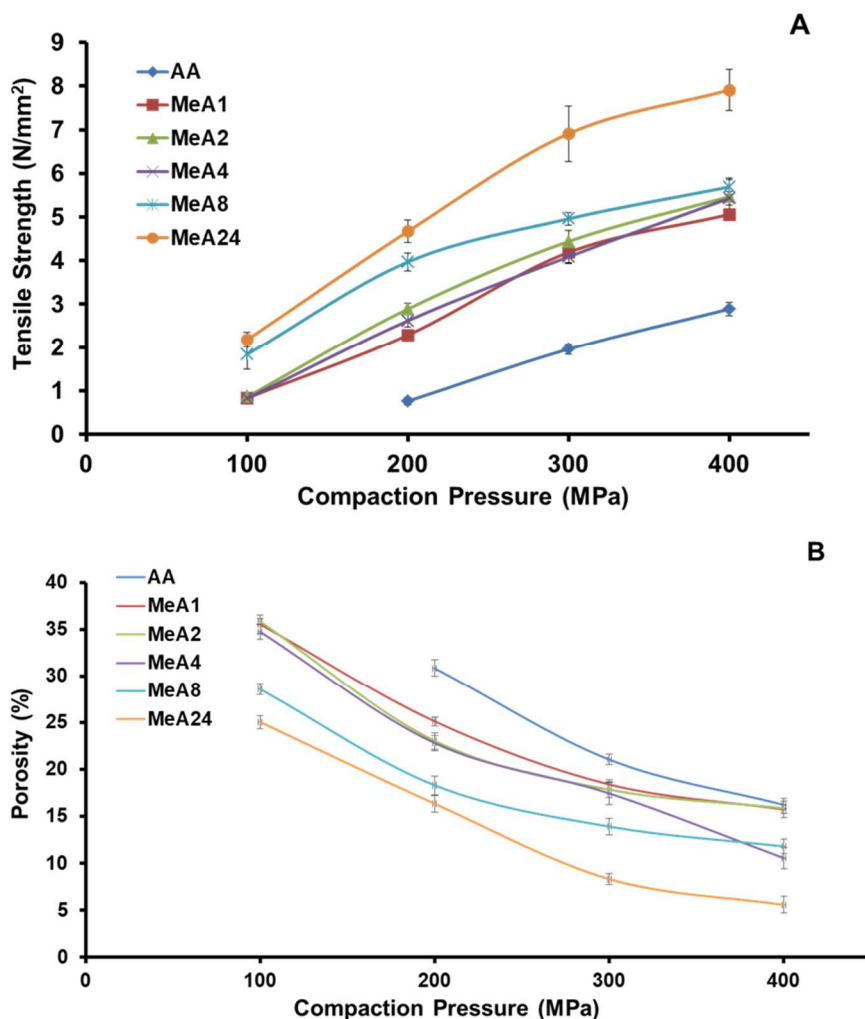 A
9
8
7
6
5
4
3
2
1
0
Tensile Strength (N/mm²)
AA
MeA1
MeA2
MeA4
MeA8
MeA24
0 100 200 300 400
Compaction Pressure (MPa)
B
40
35
30
25
20
15
10
5
0
Porosity (%)
AA
MeA1
MeA2
MeA4
MeA8
MeA24
0 100 200 300 400
Compaction Pressure (MPa)